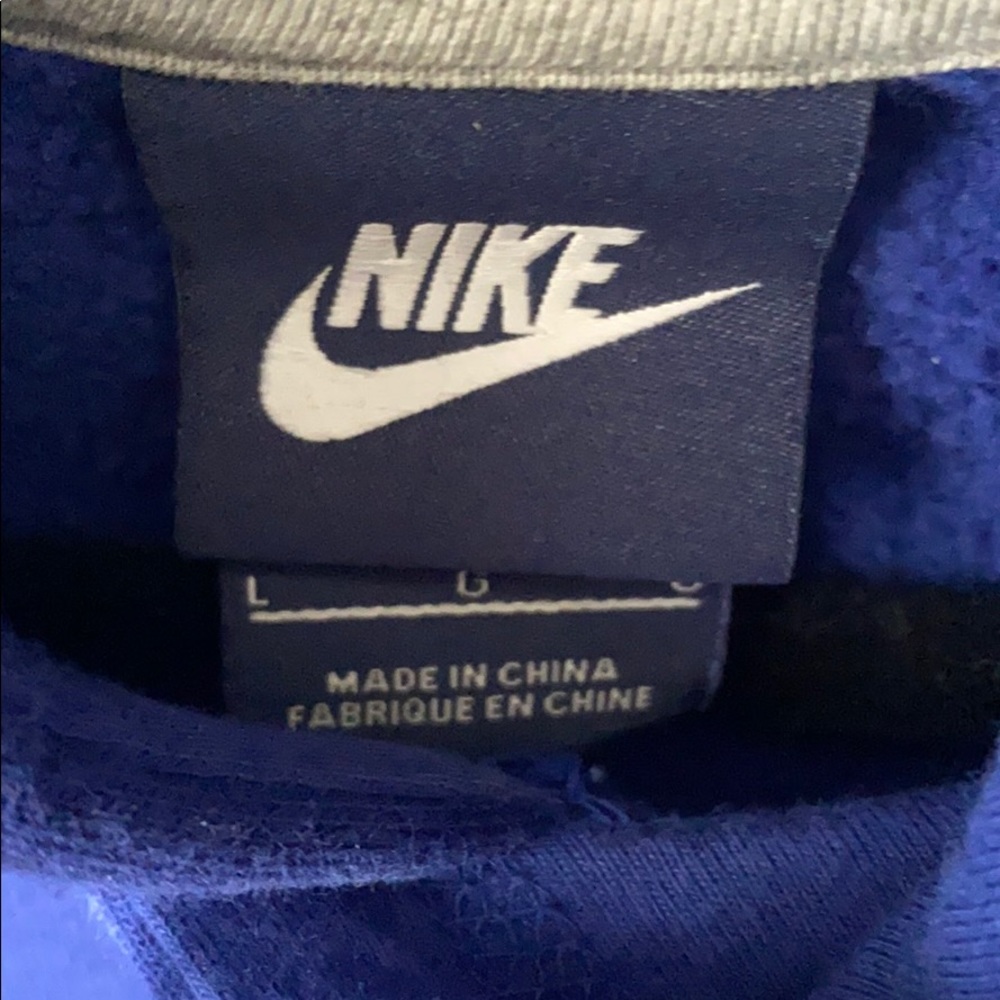 NIKE
L G
MADE IN CHINA
FABRIQUE EN CHINE